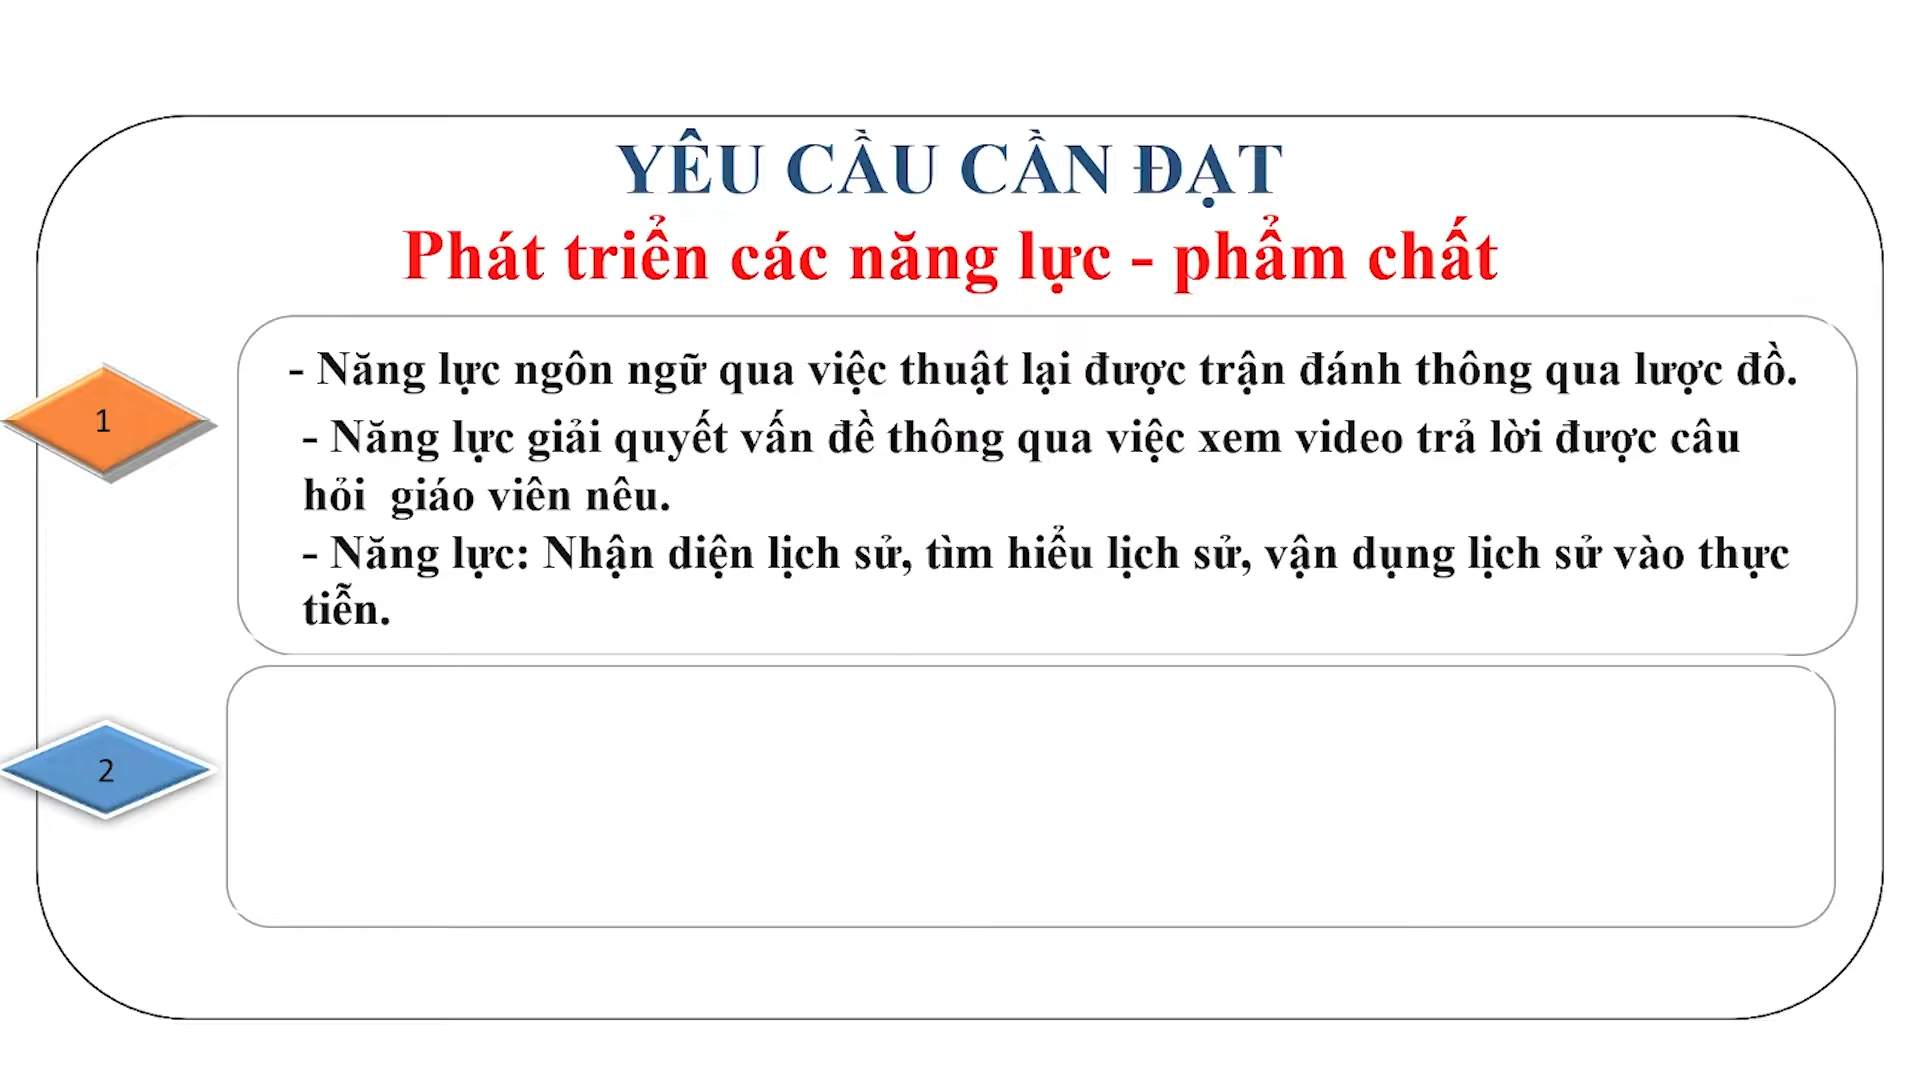 YÊU CẦU CẦN ĐẠT
Phát triển các năng lực - phẩm chất
1
- Năng lực ngôn ngữ qua việc thuật lại được trận đánh thông qua lược đồ.
- Năng lực giải quyết vấn đề thông qua việc xem video trả lời được câu
hỏi  giáo viên nêu.
- Năng lực: Nhận diện lịch sử, tìm hiểu lịch sử, vận dụng lịch sử vào thực
tiễn.
2